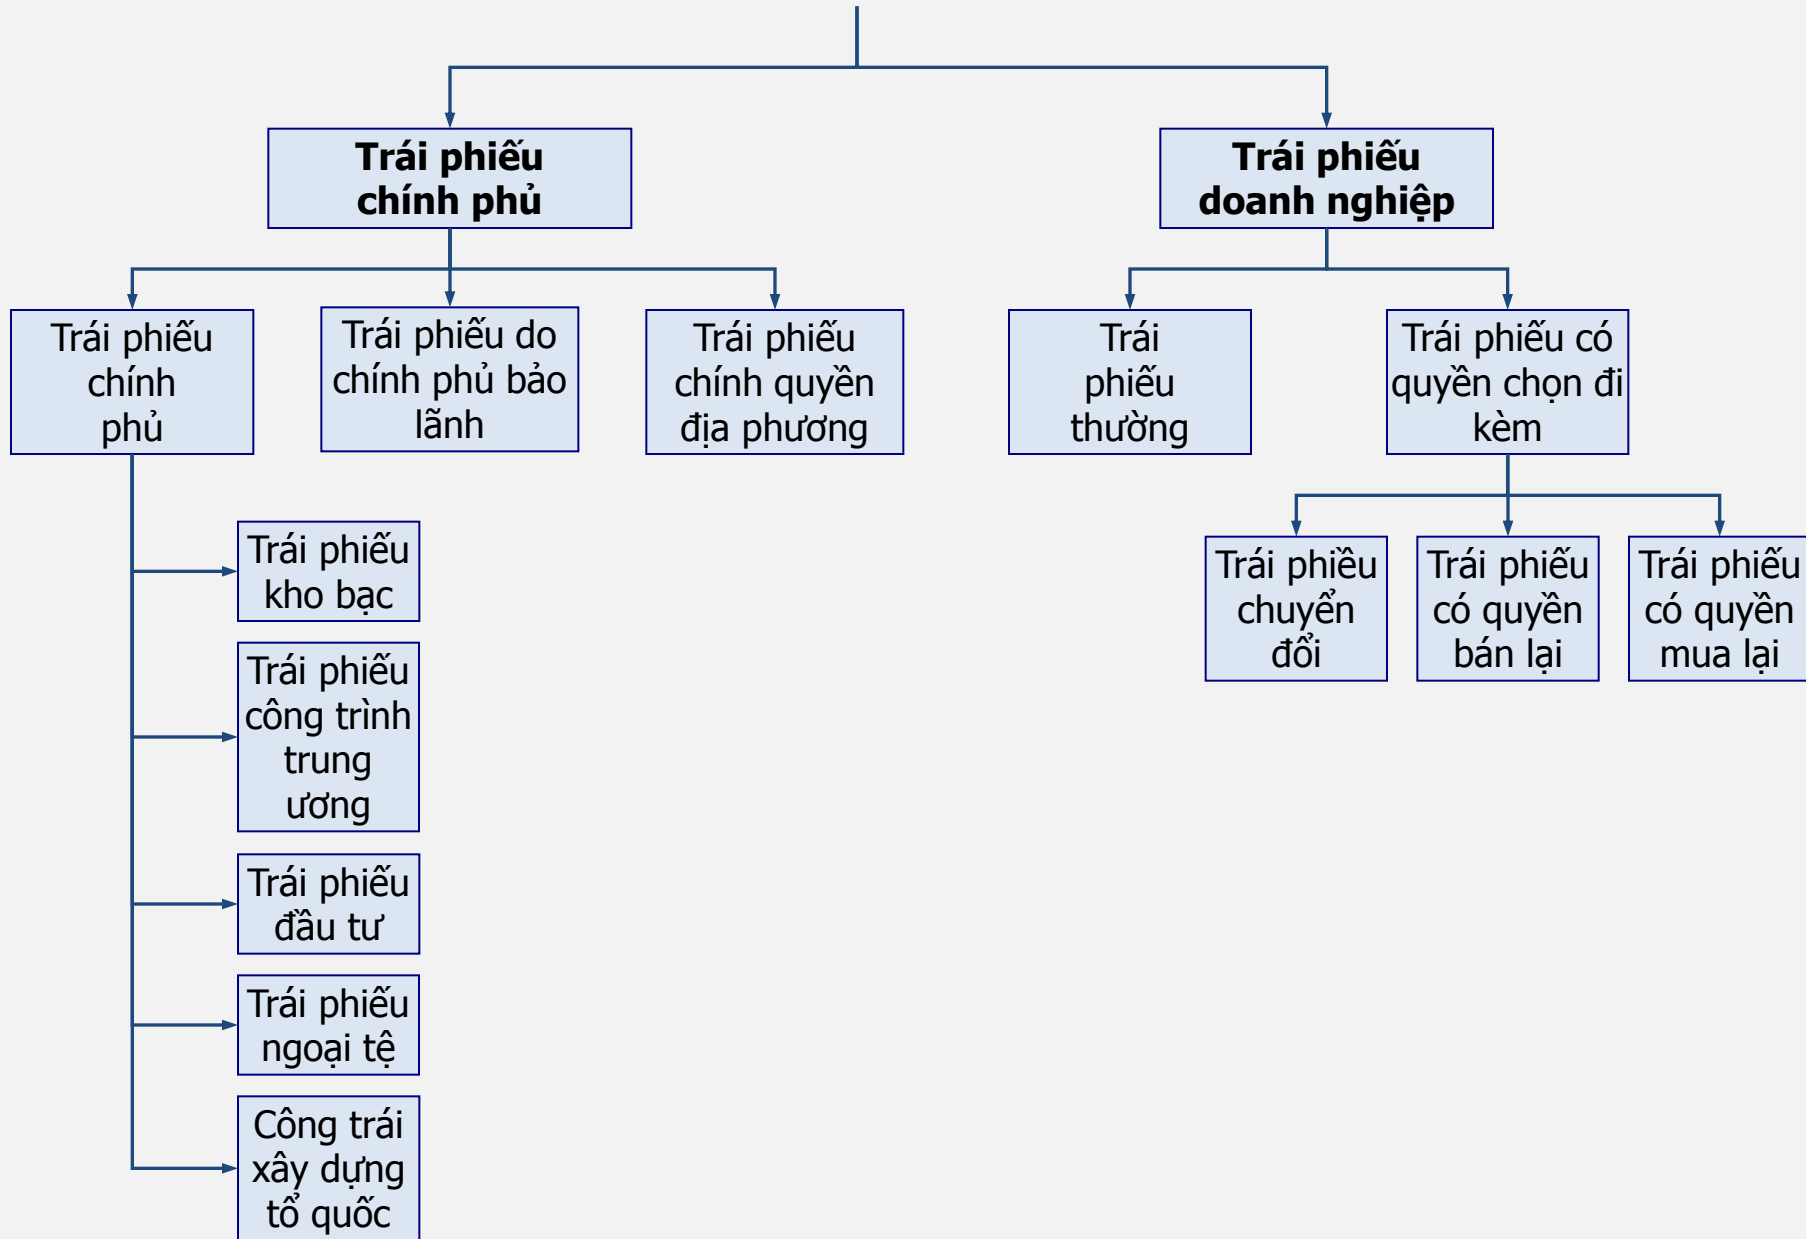 Trái phiếu
chính phủ
Trái phiếu
doanh nghiệp
Trái phiếu
chính
phủ
Trái phiếu do
chính phủ bảo
lãnh
Trái phiếu
chính quyền
địa phương
Trái
phiếu
thường
Trái phiếu có
quyền chọn đi
kèm
Trái phiếu
kho bạc
Trái phiếu
công trình
trung
ương
Trái phiếu
đầu tư
Trái phiếu
ngoại tệ
Công trái
xây dựng
tổ quốc
Trái phiều
chuyển
đổi
Trái phiếu
có quyền
bán lại
Trái phiếu
có quyền
mua lại